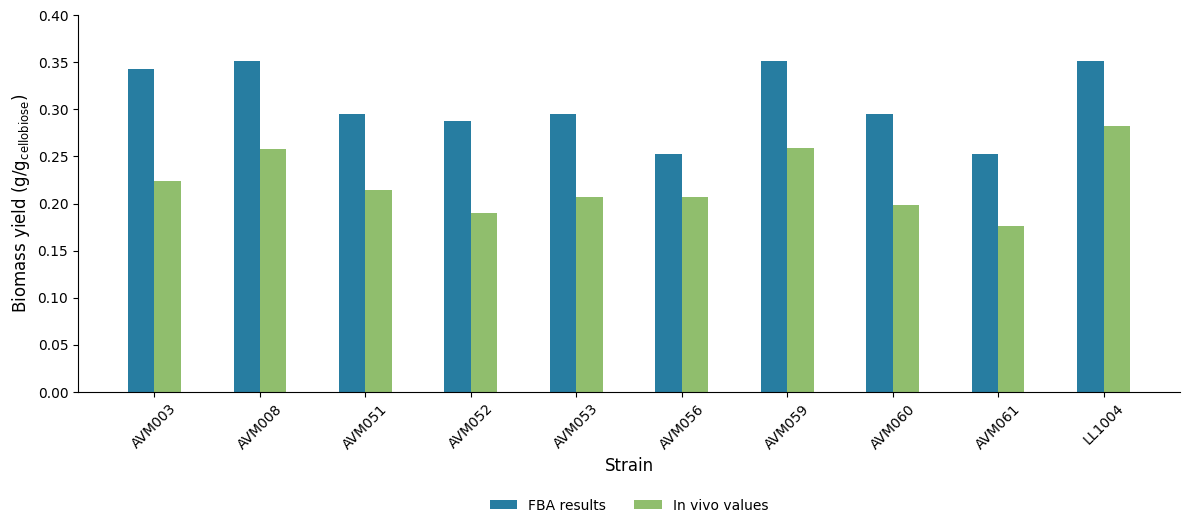 0.40
0.35
0.30
0.25
0.20
0.15
0.10
0.05
0.00
Biomass yield (g/g_cellobiose)
AVM003 AVM008 AVM051 AVM052 AVM053 AVM056 AVM059 AVM060 AVM061 LL1004
Strain
FBA results In vivo values